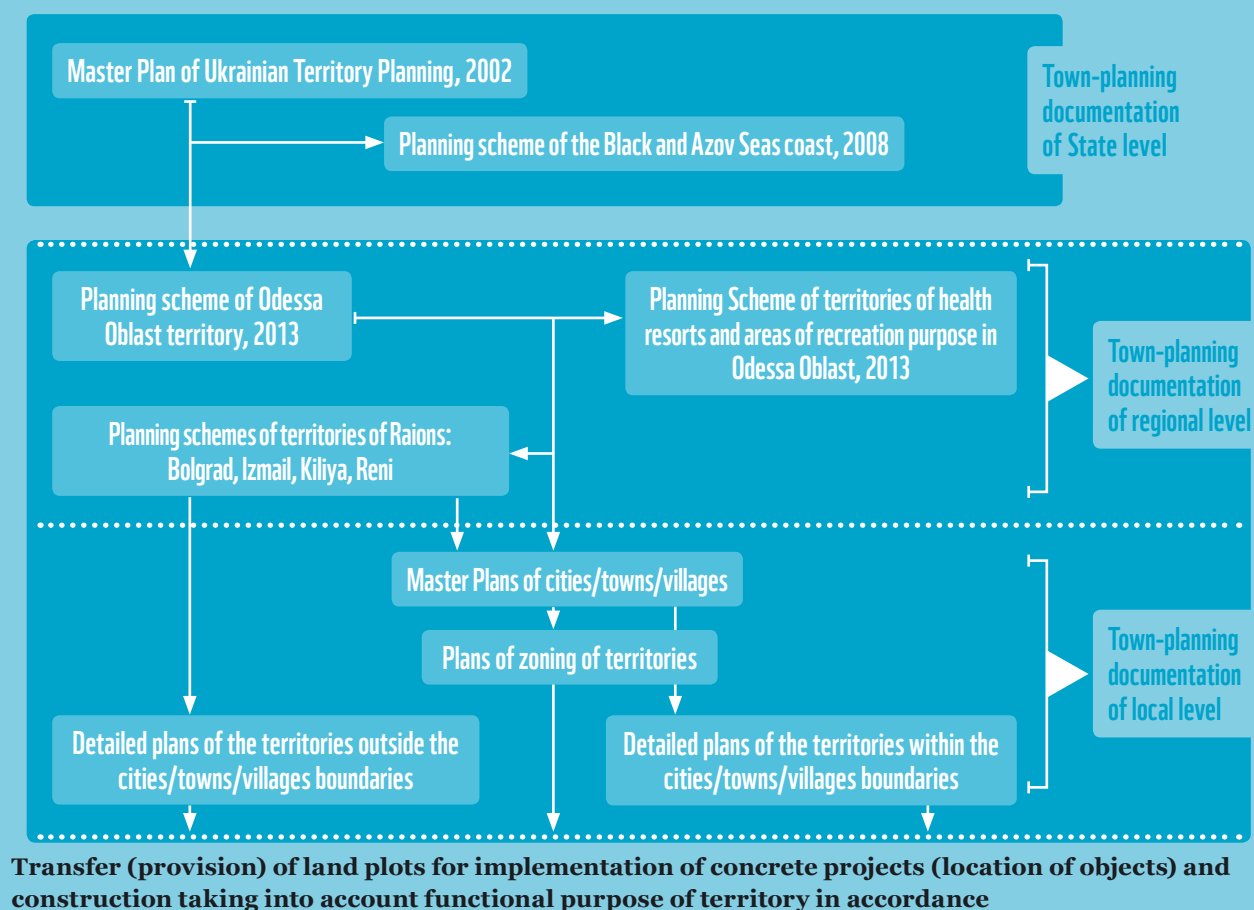 Master Plan of Ukrainian Territory Planning, 2002
Planning scheme of the Black and Azov Seas coast, 2008
Town-planning
documentation
of State level
Planning scheme of Odessa
Oblast territory, 2013
Planning Scheme of territories of health
resorts and areas of recreation purpose in
Odessa Oblast, 2013
Town-planning
documentation
of regional level
Planning schemes of territories of Raions:
Bolgrad, Izmail, Kiliya, Reni
Master Plans of cities/towns/villages
Plans of zoning of territories
Town-planning
documentation
of local level
Detailed plans of the territories outside the
cities/towns/villages boundaries
Detailed plans of the territories within the
cities/towns/villages boundaries
Transfer (provision) of land plots for implementation of concrete projects (location of objects) and
construction taking into account functional purpose of territory in accordance